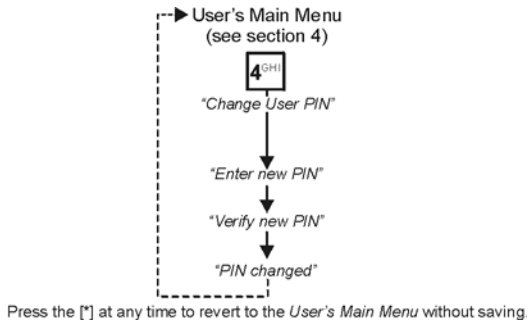 User's Main Menu
(see section 4)
4GHI
"Change User PIN"
"Enter new PIN"
"Verify new PIN"
"PIN changed"
Press the [*] at any time to revert to the User's Main Menu without saving